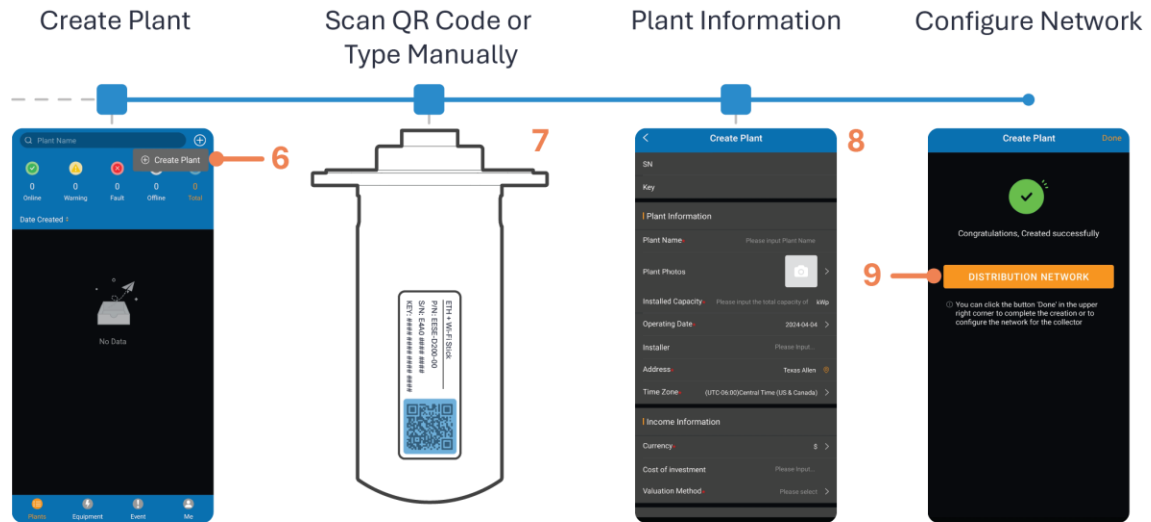 Create Plant
Scan QR Code or
Type Manually
Plant Information
Configure Network
Plant Name
Create Plant
6
0
0
0
0
0
Online
Warning
Fault
Offline
Total
Date Created
No Data
Plants
Equipment
Event
Me
7
ETH + Wi-Fi Stick
P/N: EESE-D200-00
S/N: E4A0 #### ####
KEY: #### #### #### ####
8
Create Plant
SN
Key
Plant Information
Plant Name* Please input Plant Name
Plant Photos
Installed Capacity* Please input the total capacity of kWp
Operating Date* 2024-04-04
Installer Please Input...
Address* Texas Allen
Time Zone* (UTC-06:00)Central Time (US & Canada)
Income Information
Currency* $
Cost of investment Please Input...
Valuation Method* Please select
Create Plant Done
Congratulations, Created successfully
9
DISTRIBUTION NETWORK
You can click the button 'Done' in the upper
right corner to complete the creation or to
configure the network for the collector